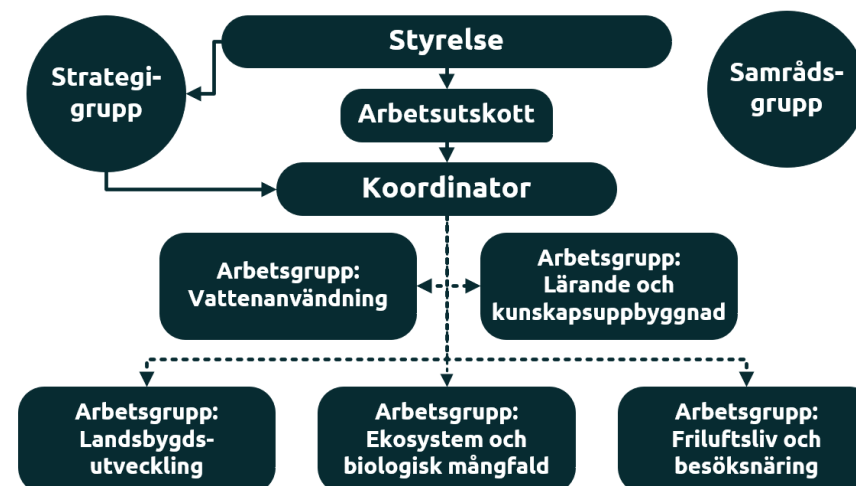 Styrelse
Strategi-
grupp
Samråds-
grupp
Arbetsutskott
Koordinator
Arbetsgrupp:
Vattenanvändning
Arbetsgrupp:
Lärande och
kunskapsuppbyggnad
Arbetsgrupp:
Landsbygds-
utveckling
Arbetsgrupp:
Ekosystem och
biologisk mångfald
Arbetsgrupp:
Friluftsliv och
besöksnäring